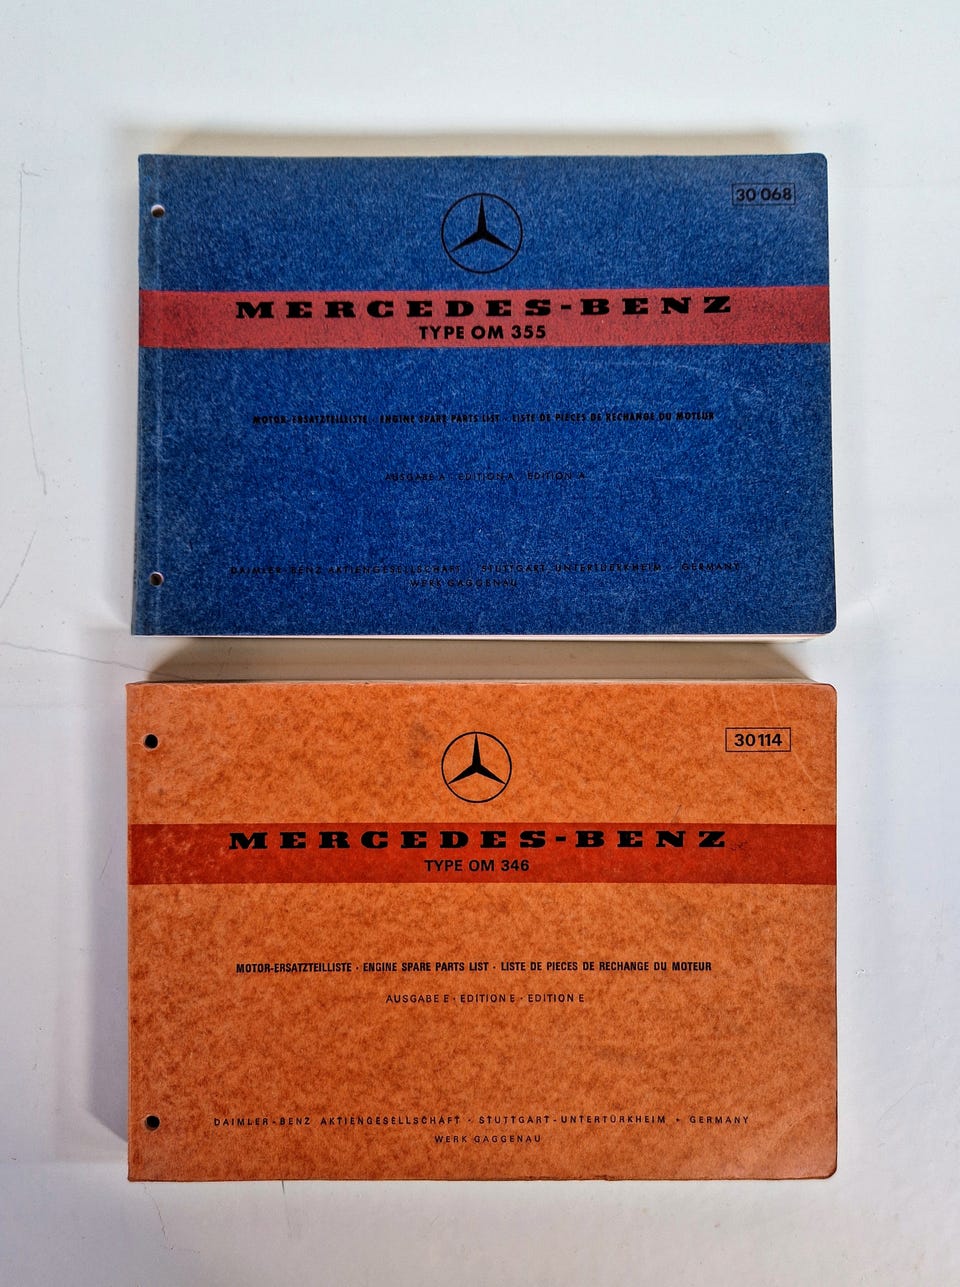 30 068
MERCEDES-BENZ
TYPE OM 355
MOTOR-ERSATZTEILLISTE · ENGINE SPARE PARTS LIST · LISTE DE PIECES DE RECHANGE DU MOTEUR
AUSGABE A · EDITION A · EDITION A
DAIMLER-BENZ AKTIENGESELLSCHAFT · STUTTGART-UNTERTÜRKHEIM · GERMANY
WERK GAGGENAU
30 114
MERCEDES-BENZ
TYPE OM 346
MOTOR-ERSATZTEILLISTE · ENGINE SPARE PARTS LIST · LISTE DE PIECES DE RECHANGE DU MOTEUR
AUSGABE E · EDITION E · EDITION E
DAIMLER-BENZ AKTIENGESELLSCHAFT · STUTTGART-UNTERTÜRKHEIM · GERMANY
WERK GAGGENAU